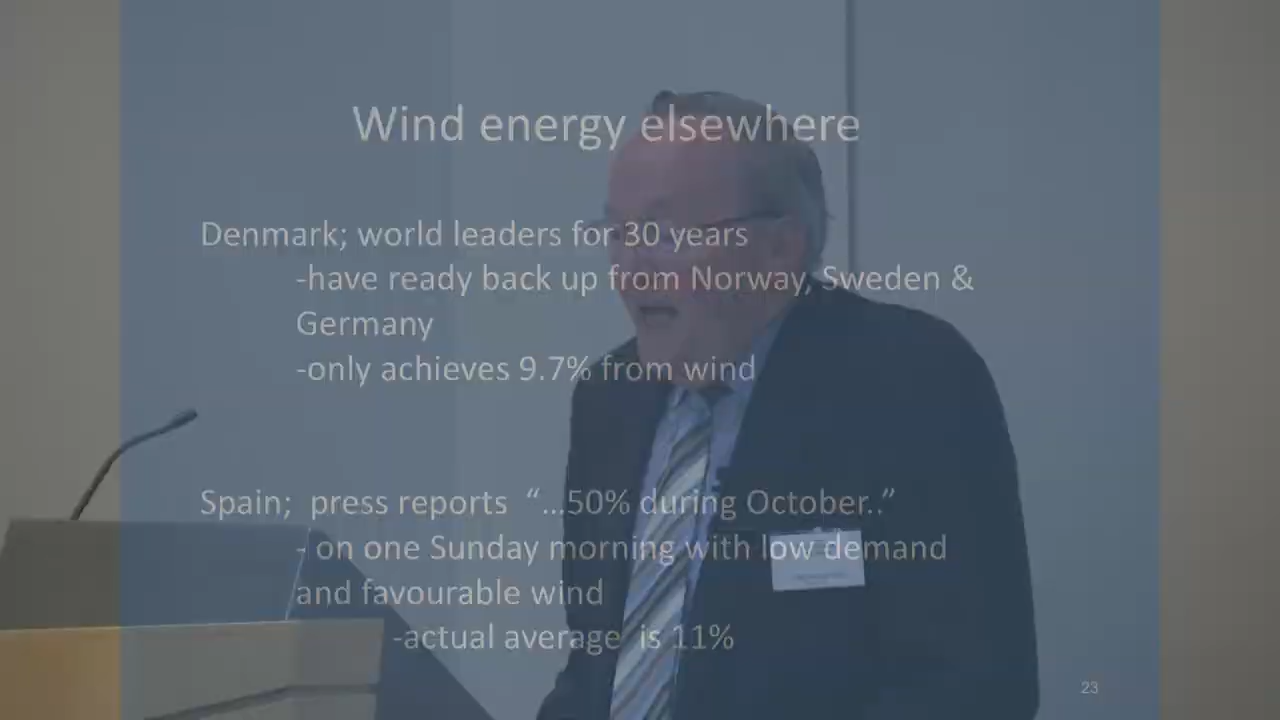 Wind energy elsewhere
Denmark; world leaders for 30 years
-have ready back up from Norway, Sweden &
Germany
-only achieves 9.7% from wind
Spain; press reports “...50% during October..”
- on one Sunday morning with low demand
and favourable wind
-actual average is 11%
23